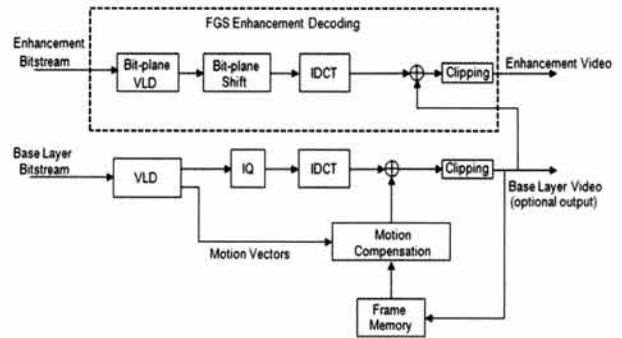 FGS Enhancement Decoding
Enhancement
Bitstream
Bit-plane
VLD
Bit-plane
Shift
IDCT
Clipping
Enhancement Video
Base Layer
Bitstream
VLD
IQ
IDCT
Clipping
Base Layer Video
(optional output)
Motion Vectors
Motion
Compensation
Frame
Memory